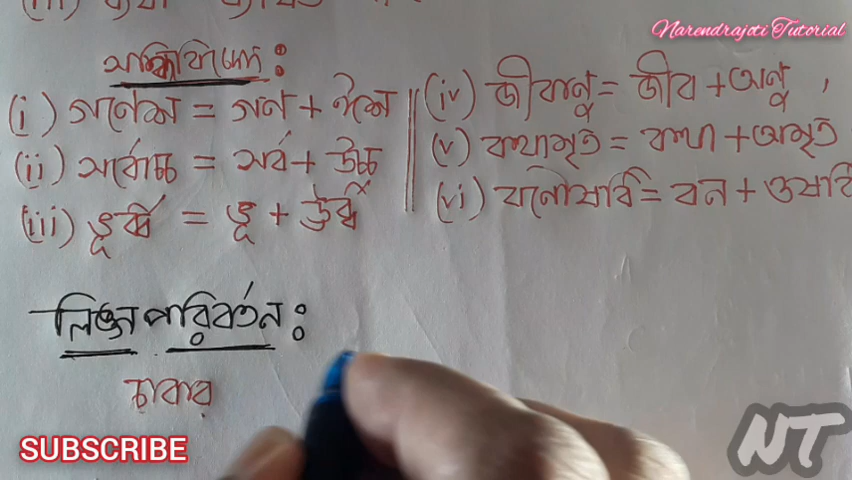 Narendrajoti Tutorial
সন্ধিবিচ্ছেদ :
(i) গণেশ = গণ + ঈশ
(ii) সর্বোচ্চ = সর্ব + উচ্চ
(iii) ভূর্ধ্ব = ভূ + উর্ধ্ব
(iv) জীবাণু = জীব + অণু ,
(v) কথামৃত = কথা + অমৃত
(vi) বনৌষধি = বন + ওষধি
লিঙ্গ পরিবর্তন :
SUBSCRIBE
NT